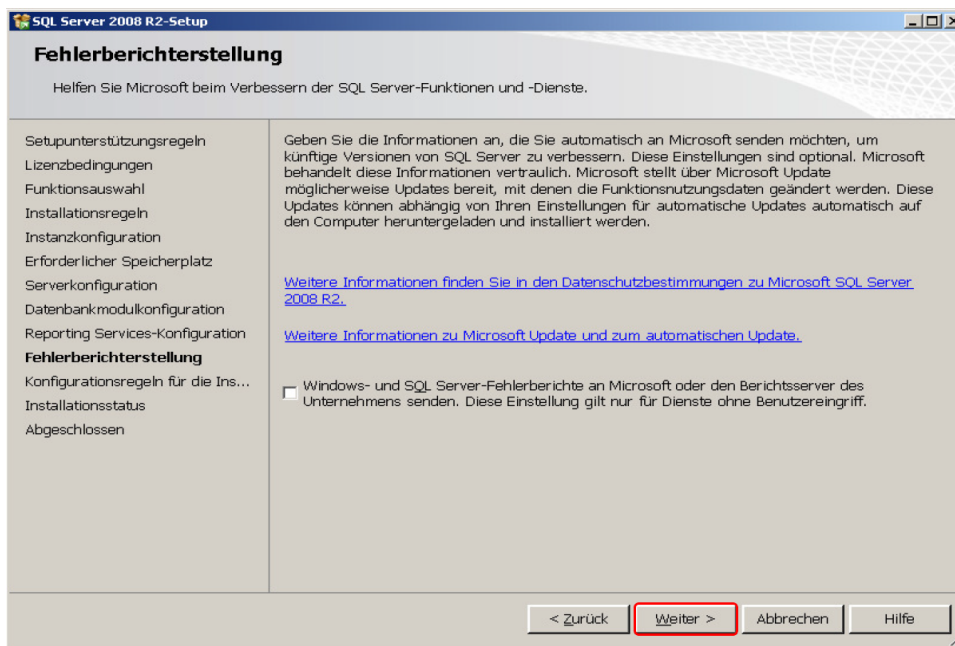 SQL Server 2008 R2-Setup
Fehlerberichterstellung
Helfen Sie Microsoft beim Verbessern der SQL Server-Funktionen und -Dienste.
Setupunterstützungsregeln
Lizenzbedingungen
Funktionsauswahl
Installationsregeln
Instanzkonfiguration
Erforderlicher Speicherplatz
Serverkonfiguration
Datenbankmodulkonfiguration
Reporting Services-Konfiguration
Fehlerberichterstellung
Konfigurationsregeln für die Ins...
Installationsstatus
Abgeschlossen
Geben Sie die Informationen an, die Sie automatisch an Microsoft senden möchten, um
künftige Versionen von SQL Server zu verbessern. Diese Einstellungen sind optional. Microsoft
behandelt diese Informationen vertraulich. Microsoft stellt über Microsoft Update
möglicherweise Updates bereit, mit denen die Funktionsnutzungsdaten geändert werden. Diese
Updates können abhängig von Ihren Einstellungen für automatische Updates automatisch auf
den Computer heruntergeladen und installiert werden.
Weitere Informationen finden Sie in den Datenschutzbestimmungen zu Microsoft SQL Server
2008 R2.
Weitere Informationen zu Microsoft Update und zum automatischen Update.
Windows- und SQL Server-Fehlerberichte an Microsoft oder den Berichtsserver des
Unternehmens senden. Diese Einstellung gilt nur für Dienste ohne Benutzereingriff.
< Zurück
Weiter >
Abbrechen
Hilfe